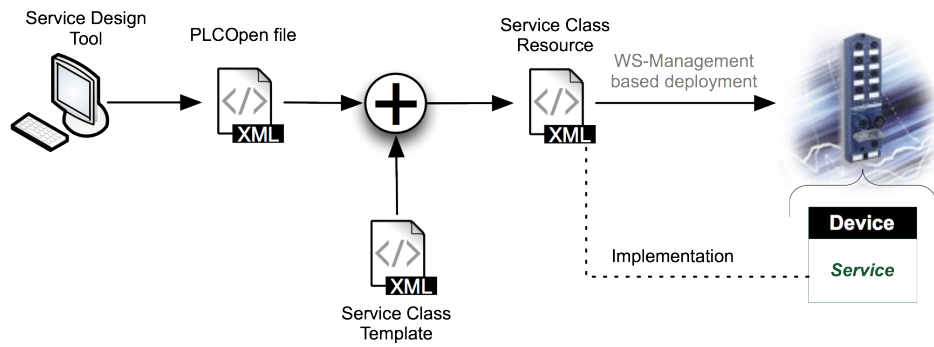 Service Design
Tool
PLCOpen file
Service Class
Resource
WS-Management
based deployment
</>
XML
</>
XML
</>
XML
Service Class
Template
Implementation
Device
Service